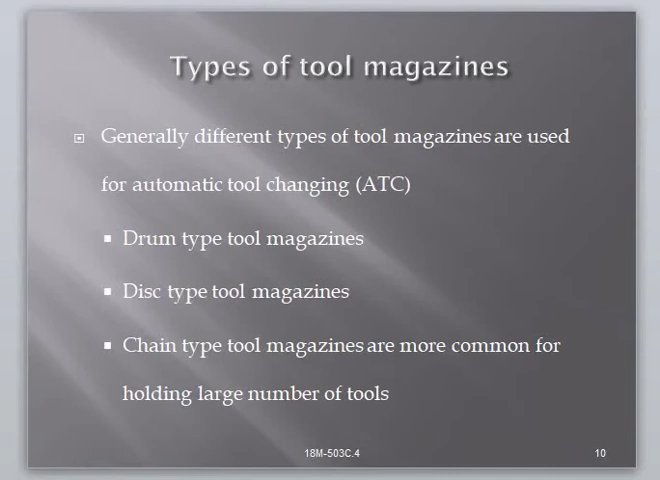 Types of tool magazines
Generally different types of tool magazines are used
for automatic tool changing (ATC)
Drum type tool magazines
Disc type tool magazines
Chain type tool magazines are more common for
holding large number of tools
18M-503C.4
10